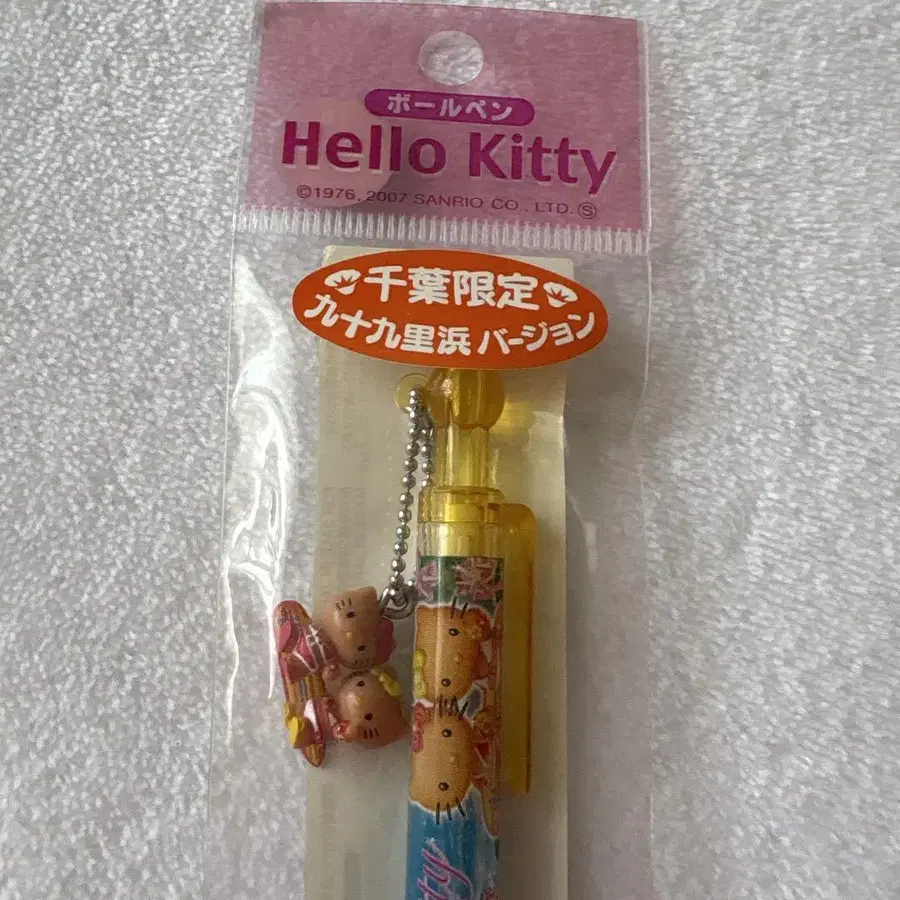 ボールペン
Hello Kitty
©1976, 2007 SANRIO CO., LTD. Ⓢ
千葉限定
九十九里浜 バージョン